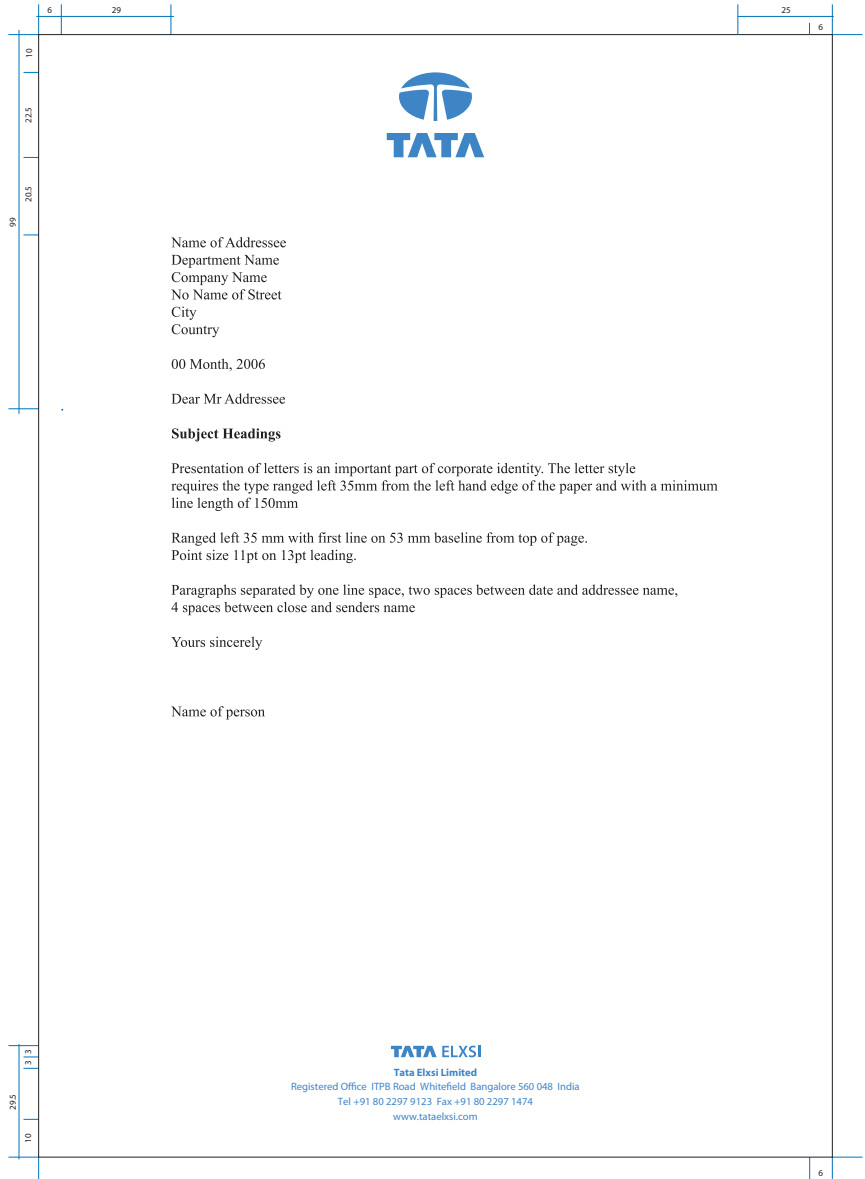 6 29 25
6
10
22.5
20.5
99
TATA
Name of Addressee
Department Name
Company Name
No Name of Street
City
Country
00 Month, 2006
Dear Mr Addressee
Subject Headings
Presentation of letters is an important part of corporate identity. The letter style
requires the type ranged left 35mm from the left hand edge of the paper and with a minimum
line length of 150mm
Ranged left 35 mm with first line on 53 mm baseline from top of page.
Point size 11pt on 13pt leading.
Paragraphs separated by one line space, two spaces between date and addressee name,
4 spaces between close and senders name
Yours sincerely
Name of person
3
3
29.5
10
TATA ELXSI
Tata Elxsi Limited
Registered Office ITPB Road Whitefield Bangalore 560 048 India
Tel +91 80 2297 9123 Fax +91 80 2297 1474
www.tataelxsi.com
6